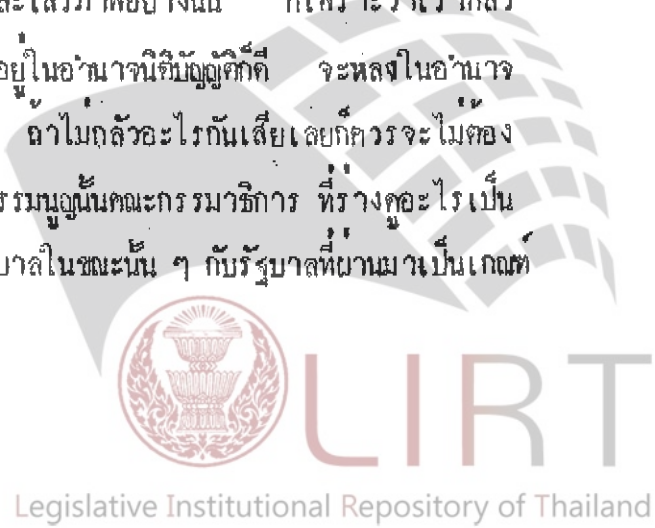 อยู่ในอำนาจนิติบัญญัติก็ดี จะหลงในอำนาจ
ถ้าไม่กลัวอะไรกันเสียเลยก็ควรจะไม่ต้อง
รรมนูญนั้นคณะกรรมาธิการ ที่ร่างดูอะไรเป็น
บาลในขณะนั้น ๆ กับรัฐบาลที่ผ่านมาเป็นเกณฑ์
LIRT
Legislative Institutional Repository of Thailand